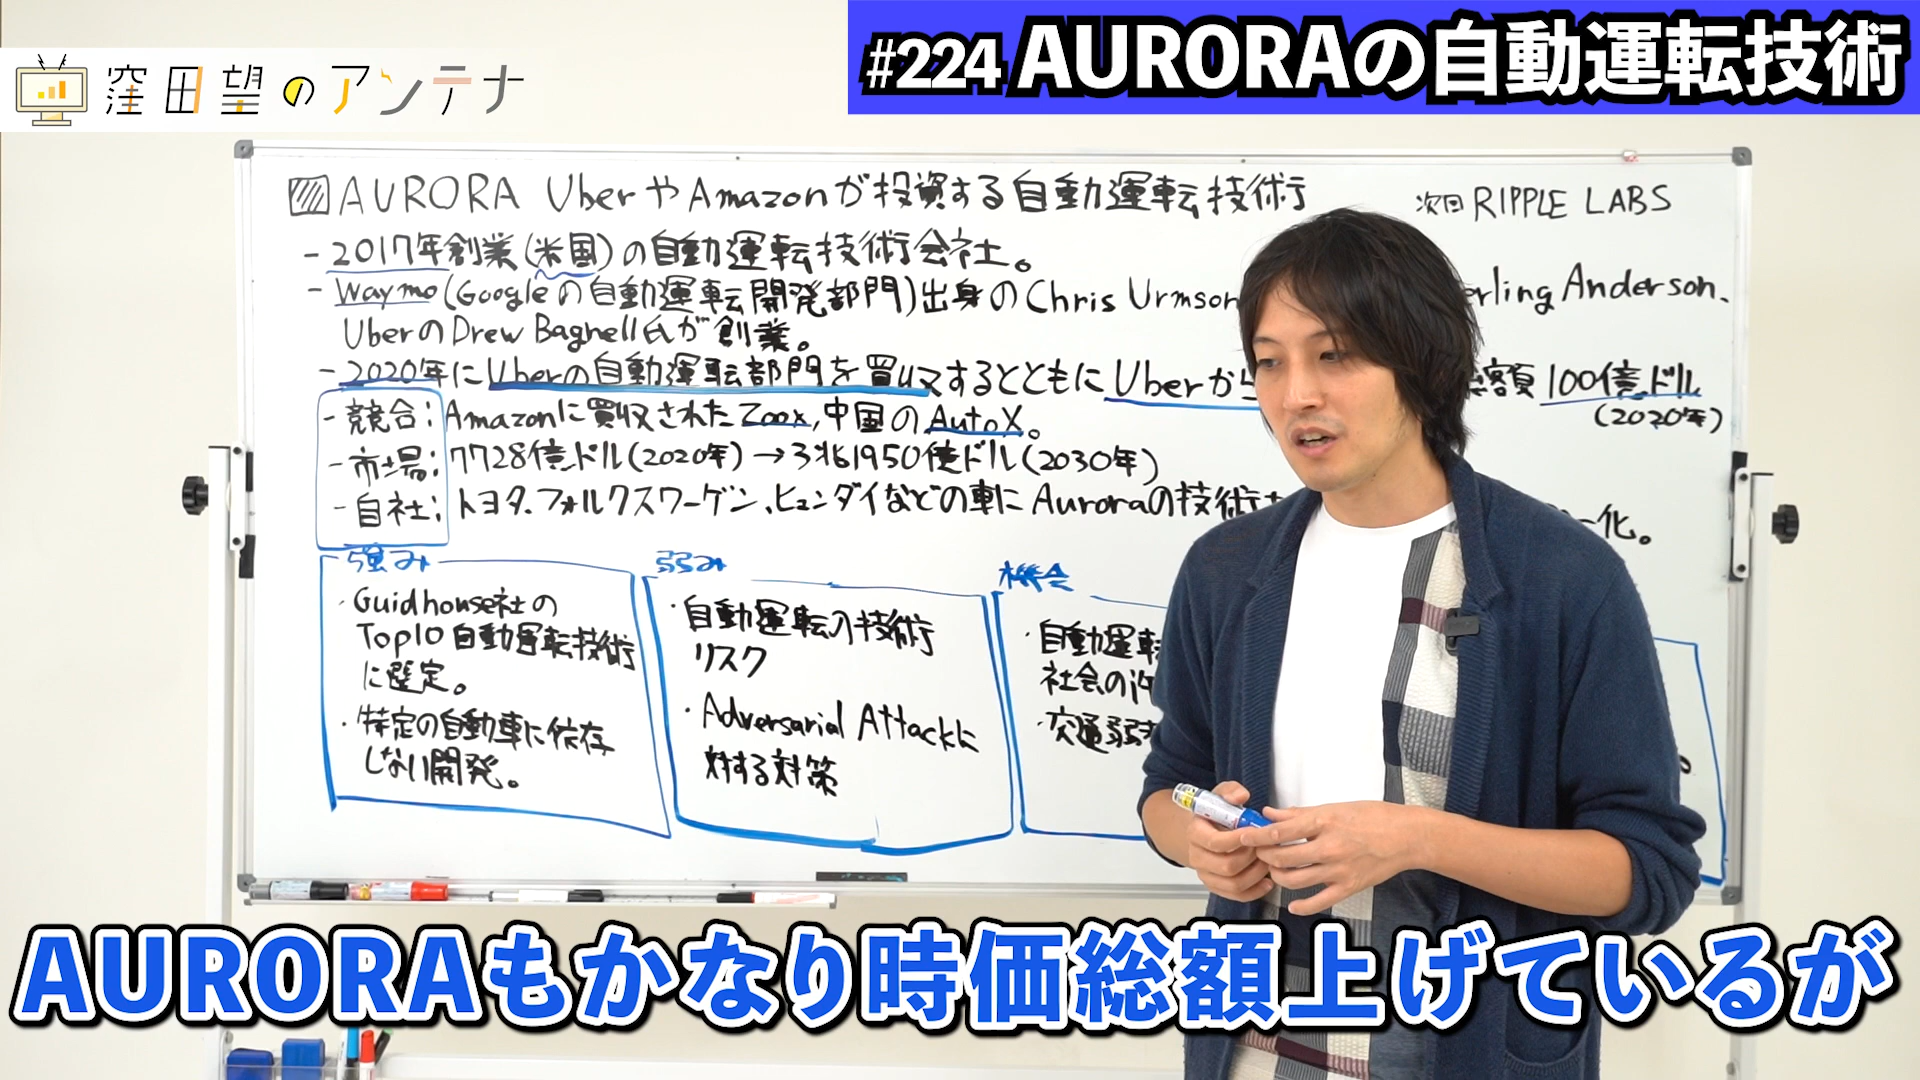 窪田望のアンテナ
#224 AURORAの自動運転技術
AURORA UberやAmazonが投資する自動運転技術
次回 RIPPLE LABS
- 2017年創業(米国)の自動運転技術会社。
- Waymo(Googleの自動運転開発部門)出身のChris Urmson erling Anderson、
UberのDrew Bagnell氏が創業。
- 2020年にUberの自動運転部門を買収するとともにUberから 総額100億ドル
(2020年)
- 競合: Amazonに買収されたZoox,中国のAutoX。
- 市場: 7728億ドル(2020年)→3兆1950億ドル(2030年)
- 自社: トヨタ、フォルクスワーゲン、ヒュンダイなどの車にAuroraの技術 化。
強み
・Guidhouse社の
Top10 自動運転技術
に選定。
・特定の自動車に依存
しない開発。
弱み
・自動運転の技術
リスク
・Adversarial Attackに
対する対策
機会
・自動運転
社会の
・交通弱
AURORAもかなり時価総額上げているが